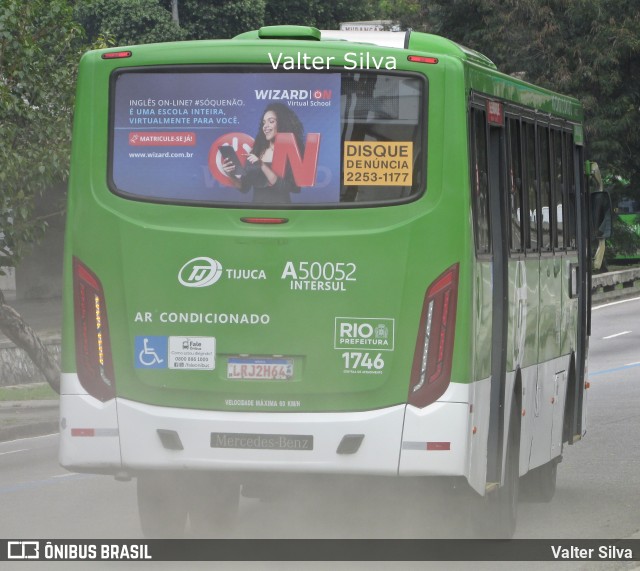 Valter Silva
INGLÊS ON-LINE? #SÓQUENÃO.
É UMA ESCOLA INTEIRA,
VIRTUALMENTE PRA VOCÊ.
MATRICULE-SE JÁ!
www.wizard.com.br
WIZARD ON
Virtual School
ON
DISQUE
DENÚNCIA
2253-1177
TIJUCA
A50052
INTERSUL
AR CONDICIONADO
RIO
PREFEITURA
1746
LRJ2H64
VELOCIDADE MÁXIMA 60 KM/H
Mercedes-Benz
ÔNIBUS BRASIL
Valter Silva